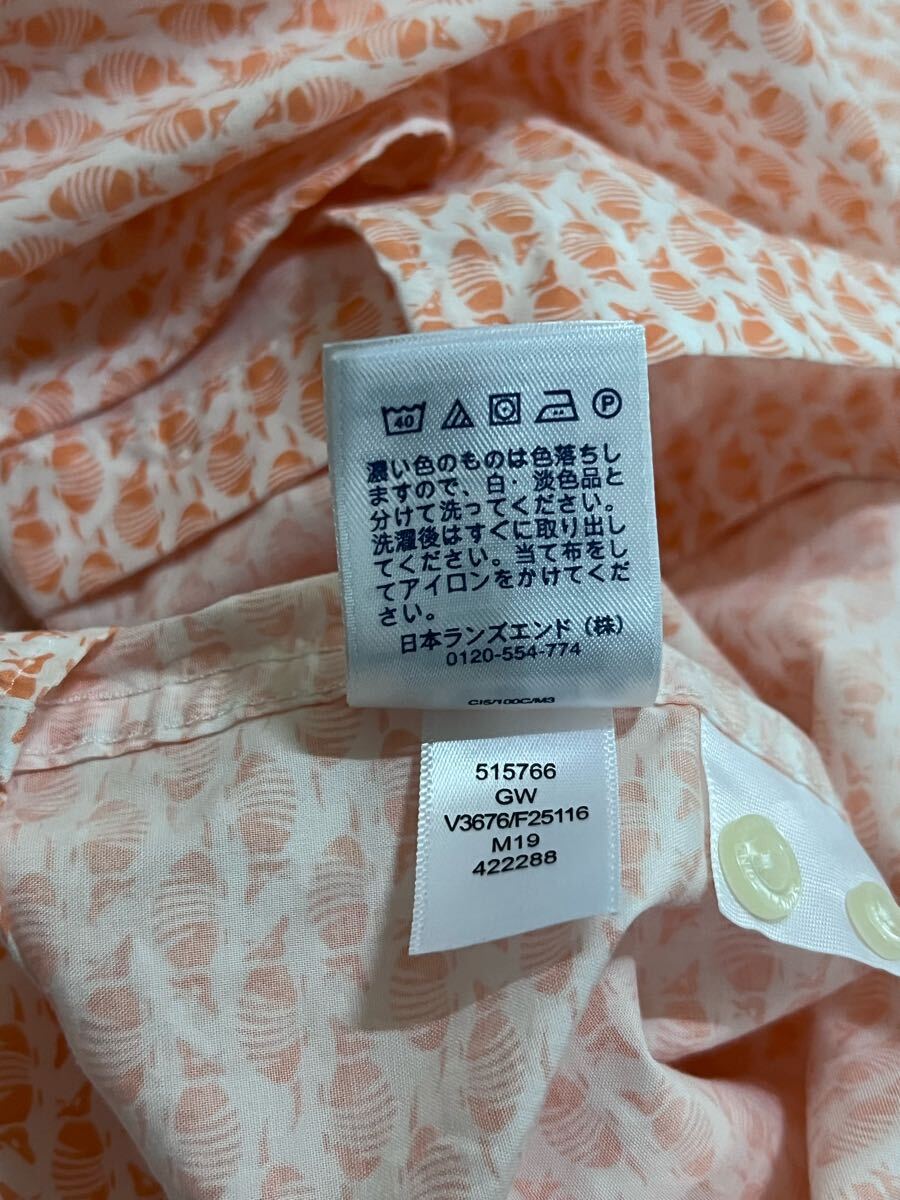 40 P
濃い色のものは色落ちし
ますので、白・淡色品と
分けて洗ってください。
洗濯後はすぐに取り出し
てください。当て布をし
てアイロンをかけてくだ
さい。
日本ランズエンド（株）
0120-554-774
CI5/100C/M3
515766
GW
V3676/F25116
M19
422288